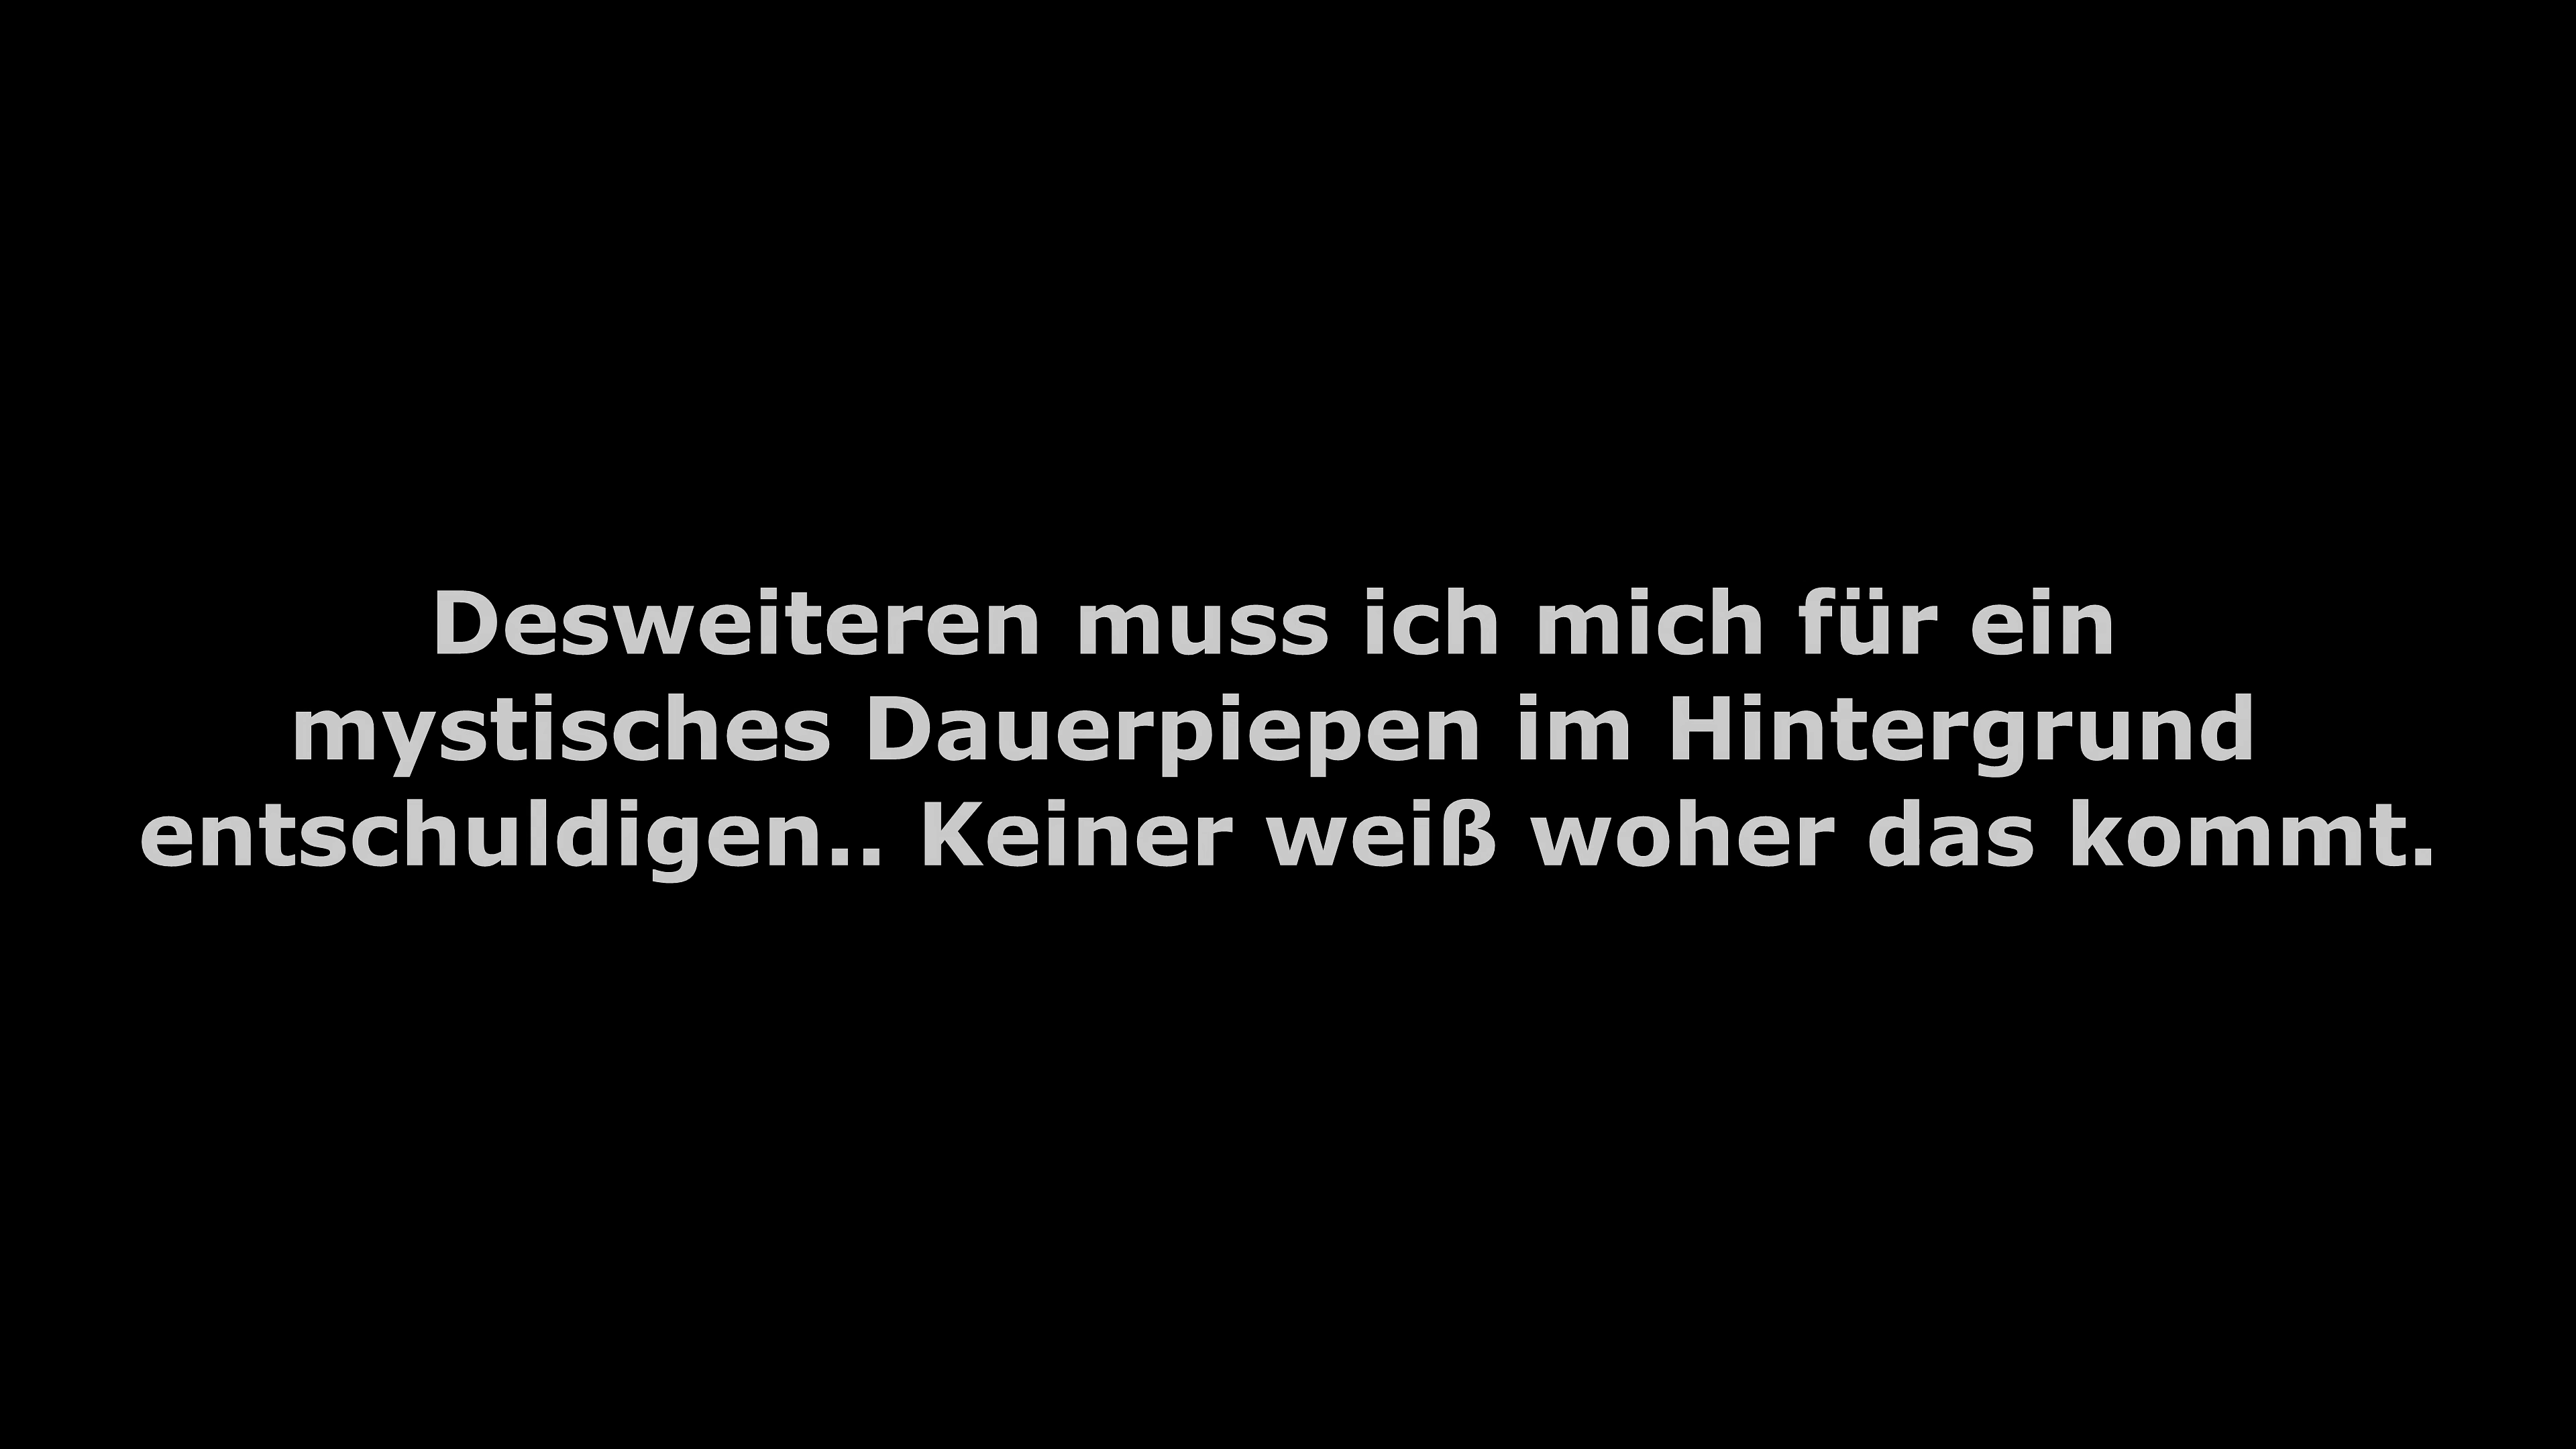 Desweiteren muss ich mich für ein
mystisches Dauerpiepen im Hintergrund
entschuldigen.. Keiner weiß woher das kommt.